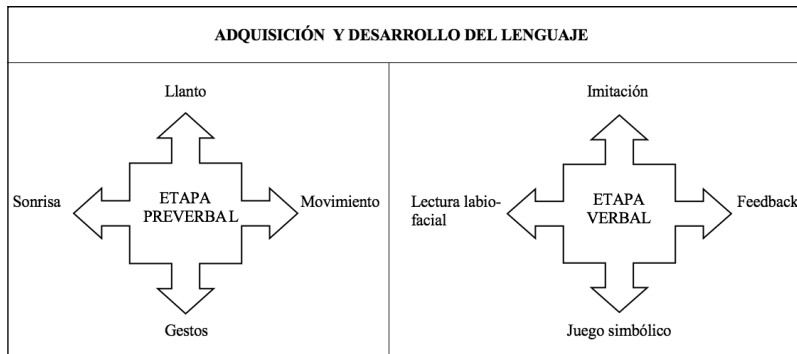 ADQUISICIÓN Y DESARROLLO DEL LENGUAJE
Llanto
Sonrisa
ETAPA
PREVERBAL
Movimiento
Gestos
Imitación
Lectura labio-
facial
ETAPA
VERBAL
Feedback
Juego simbólico